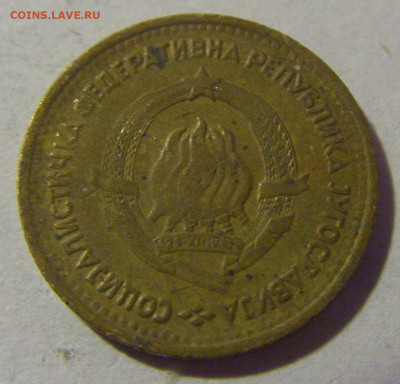 COINS.LAVE.RU
СОЦИЈАЛИСТИЧКА ФЕДЕРАТИВНА РЕПУБЛИКА ЈУГОСЛАВИЈА